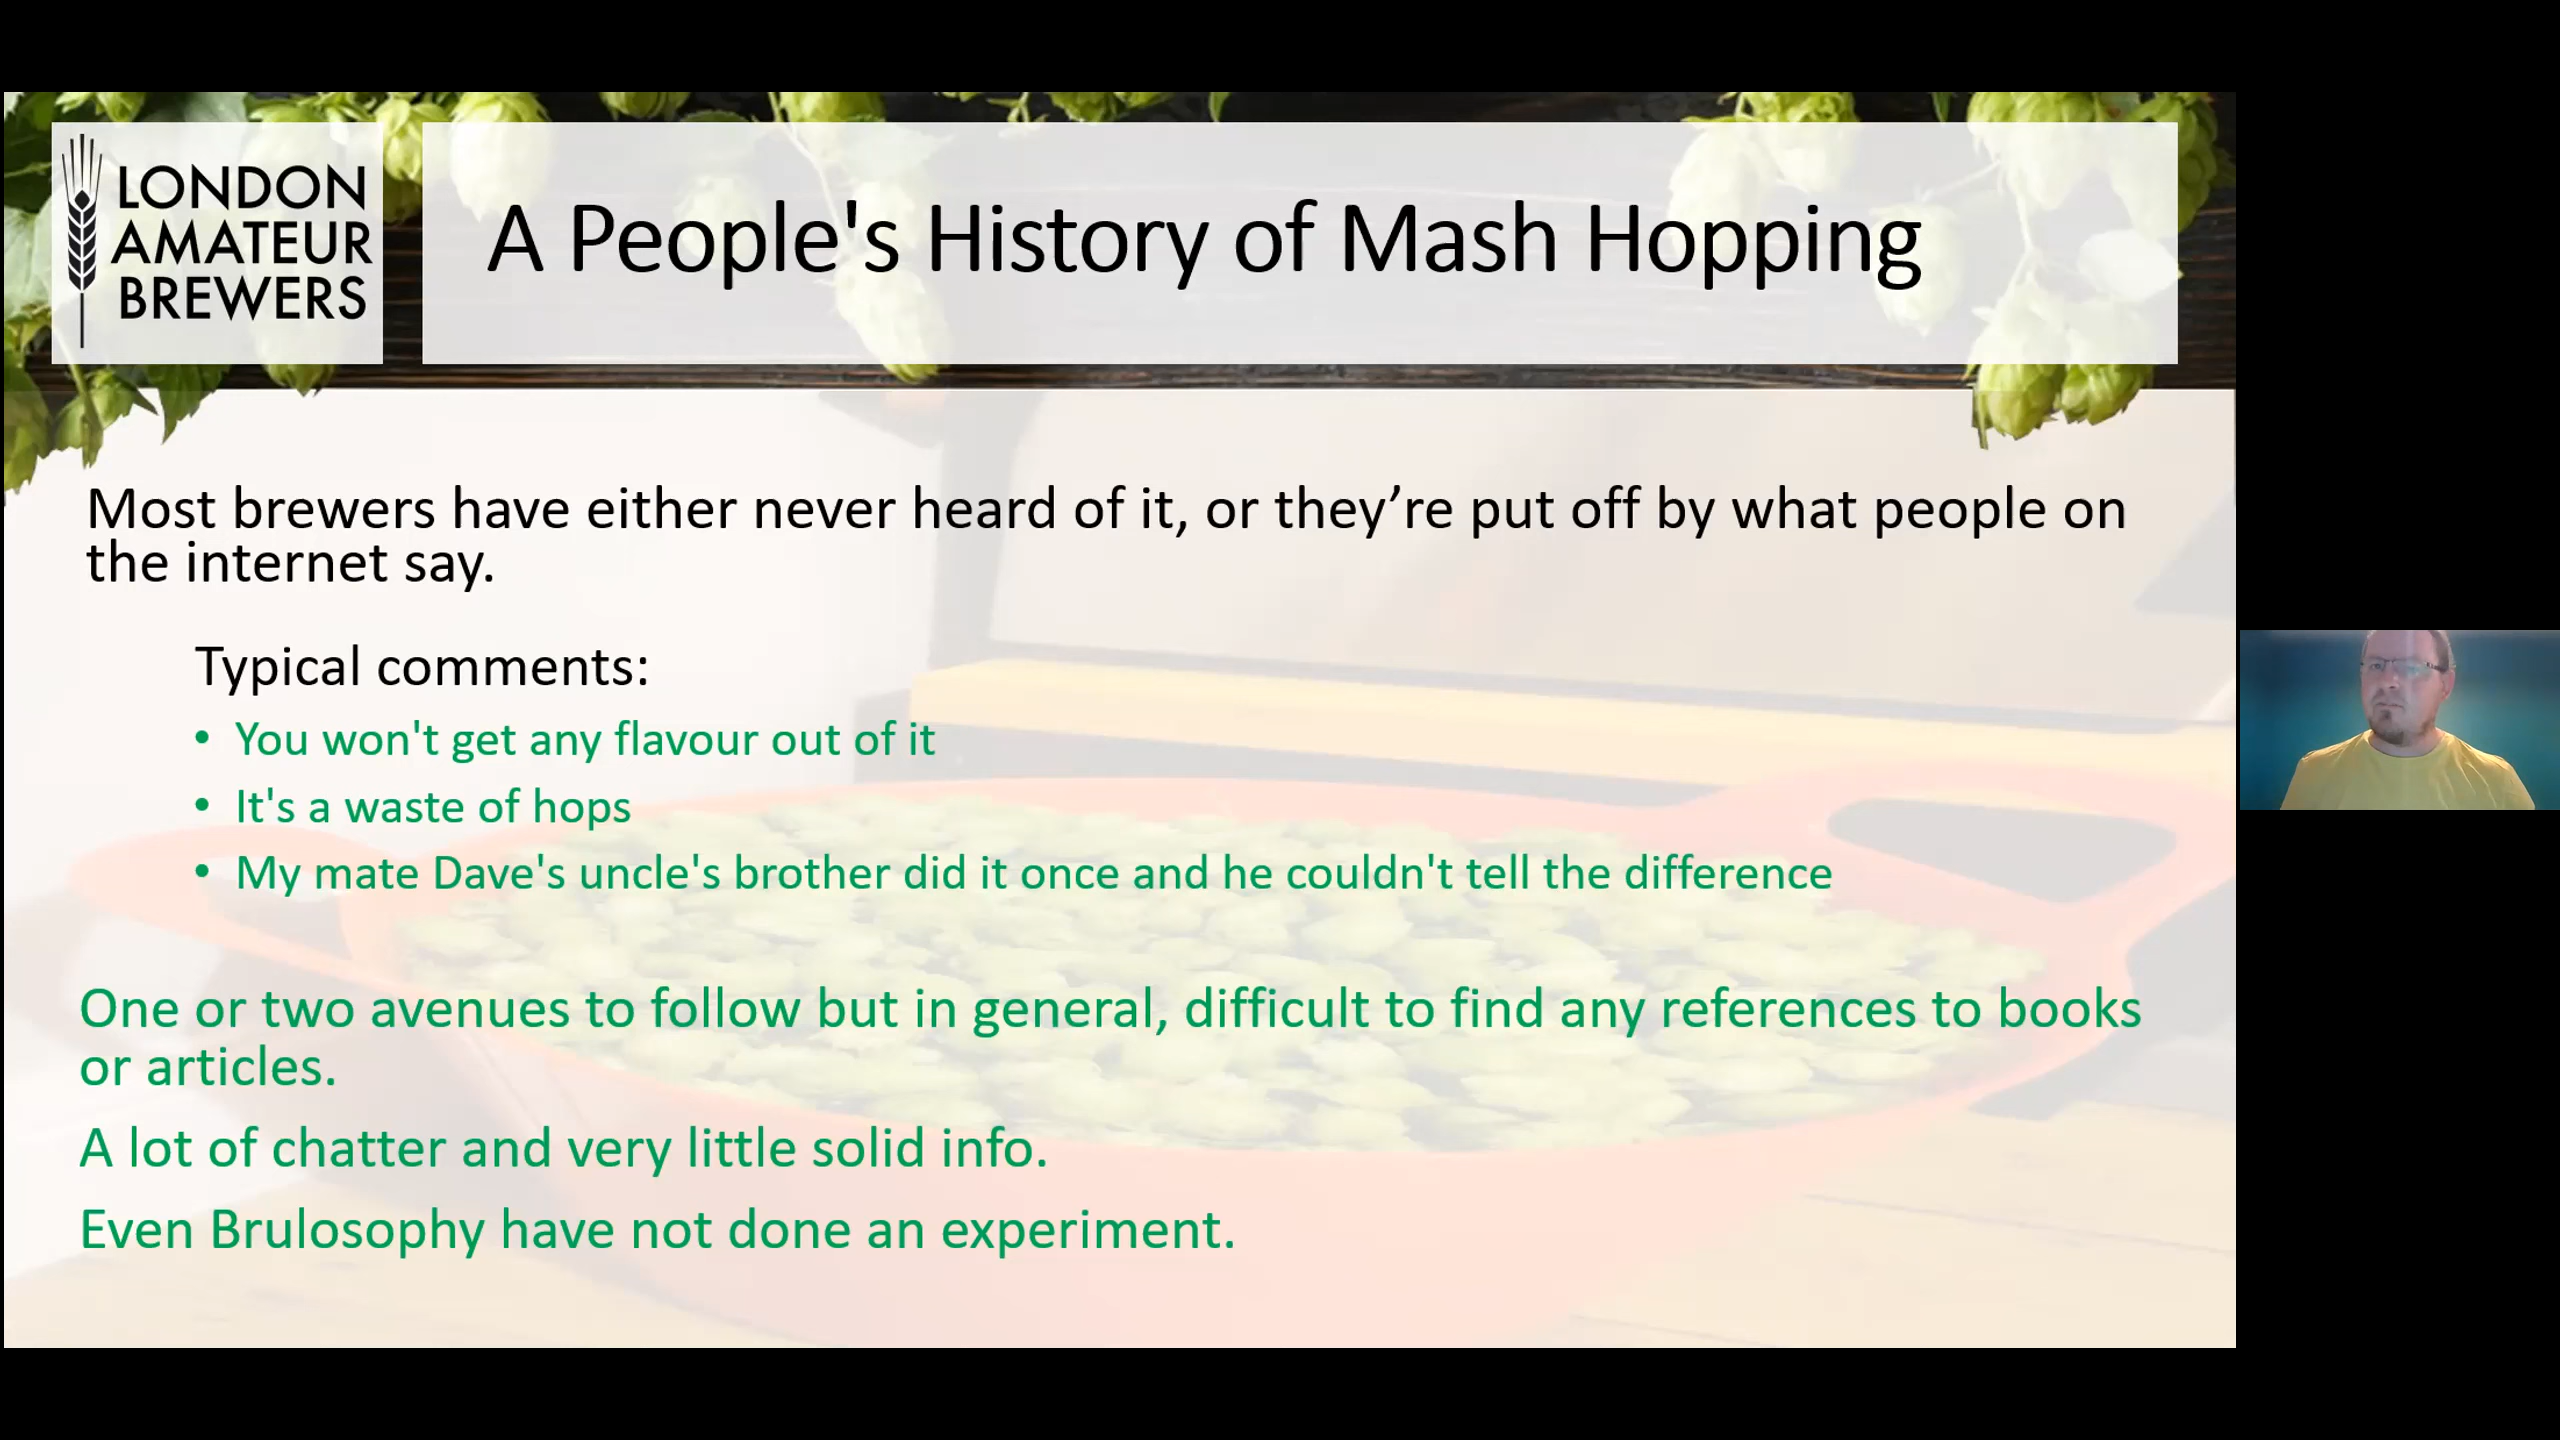 LONDON
AMATEUR
BREWERS
A People's History of Mash Hopping
Most brewers have either never heard of it, or they’re put off by what people on
the internet say.
Typical comments:
• You won't get any flavour out of it
• It's a waste of hops
• My mate Dave's uncle's brother did it once and he couldn't tell the difference
One or two avenues to follow but in general, difficult to find any references to books
or articles.
A lot of chatter and very little solid info.
Even Brulosophy have not done an experiment.